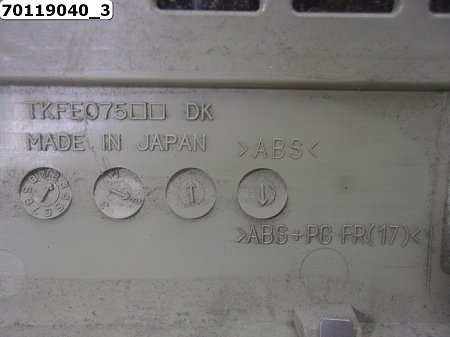 70119040_3
TKFE075□□ DK
MADE IN JAPAN
>ABS<
>ABS+PC FR(17)<